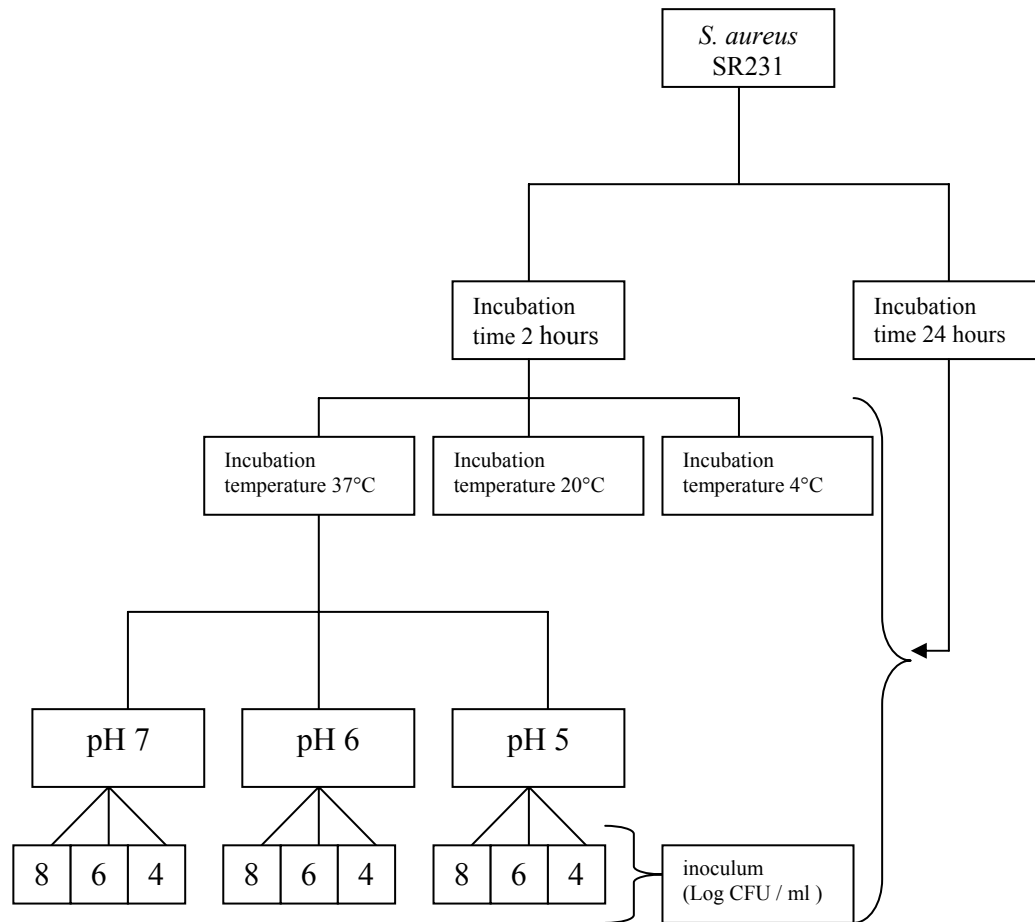 S. aureus
SR231
Incubation
time 2 hours
Incubation
time 24 hours
Incubation
temperature 37°C
Incubation
temperature 20°C
Incubation
temperature 4°C
pH 7
pH 6
pH 5
8 6 4
8 6 4
8 6 4
inoculum
(Log CFU / ml )